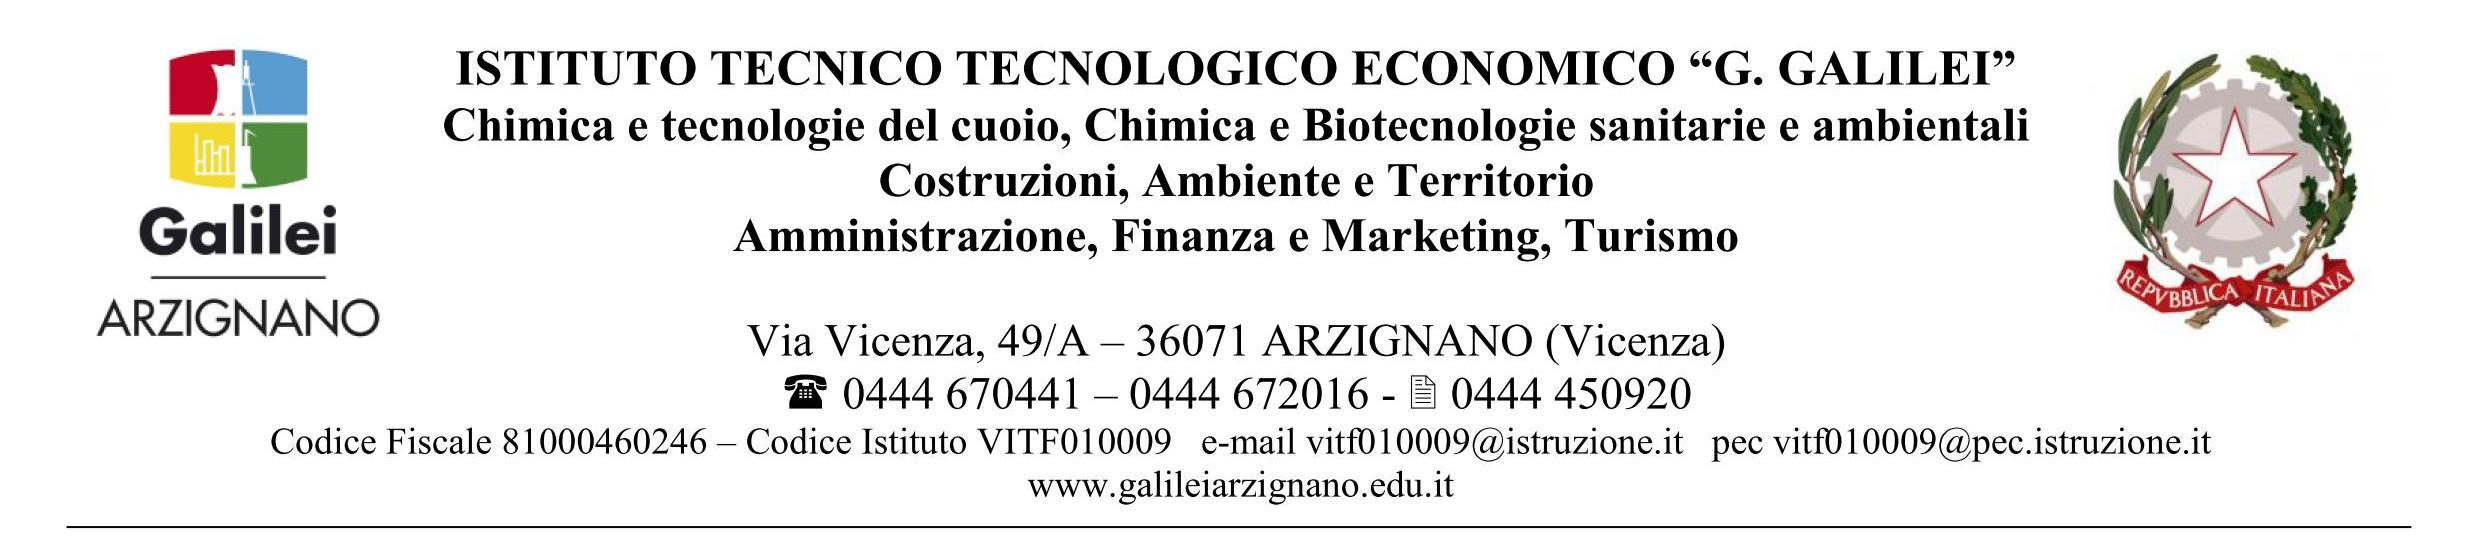 ISTITUTO TECNICO TECNOLOGICO ECONOMICO “G. GALILEI”
Chimica e tecnologie del cuoio, Chimica e Biotecnologie sanitarie e ambientali
Costruzioni, Ambiente e Territorio
Amministrazione, Finanza e Marketing, Turismo
Galilei
ARZIGNANO
REPVBBLICA ITALIANA
Via Vicenza, 49/A – 36071 ARZIGNANO (Vicenza)
☎ 0444 670441 – 0444 672016 - 🖹 0444 450920
Codice Fiscale 81000460246 – Codice Istituto VITF010009 e-mail vitf010009@istruzione.it pec vitf010009@pec.istruzione.it
www.galileiarzignano.edu.it